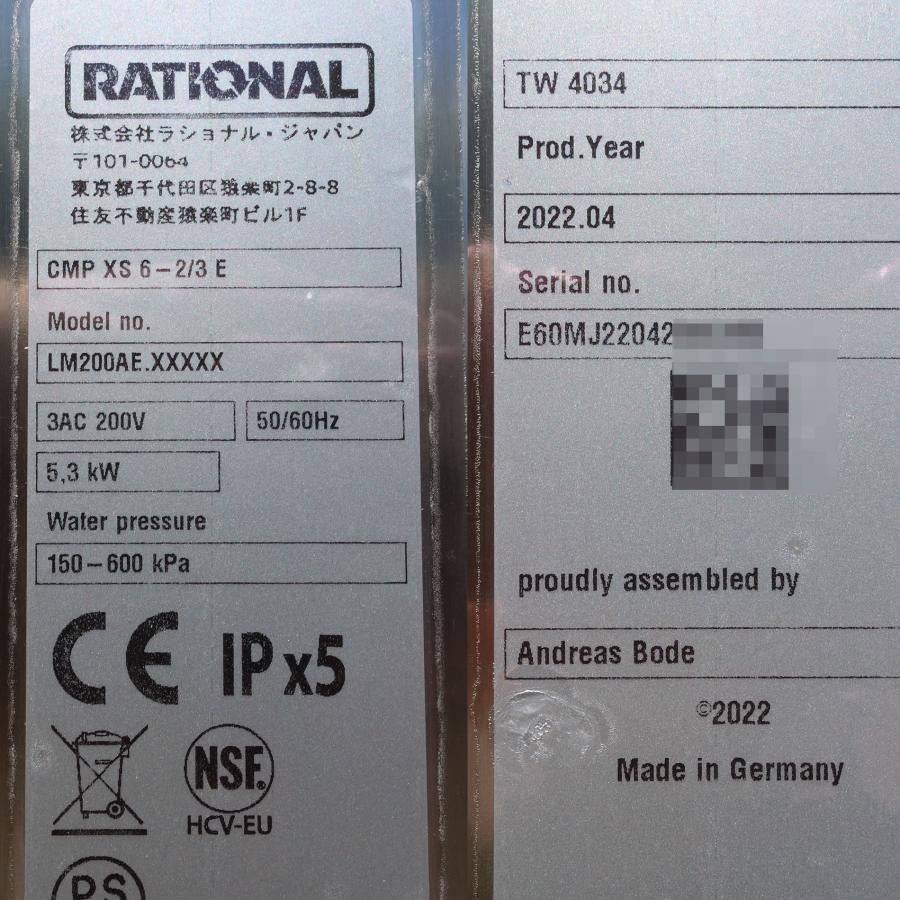 RATIONAL
株式会社ラショナル・ジャパン
〒101-0064
東京都千代田区猿楽町2-8-8
住友不動産猿楽町ビル1F
CMP XS 6–2/3 E
Model no.
LM200AE.XXXXX
3AC 200V
50/60Hz
5,3 kW
Water pressure
150–600 kPa
CE IPx5
NSF®
HCV-EU
PS
TW 4034
Prod.Year
2022.04
Serial no.
E60MJ22042
proudly assembled by
Andreas Bode
©2022
Made in Germany